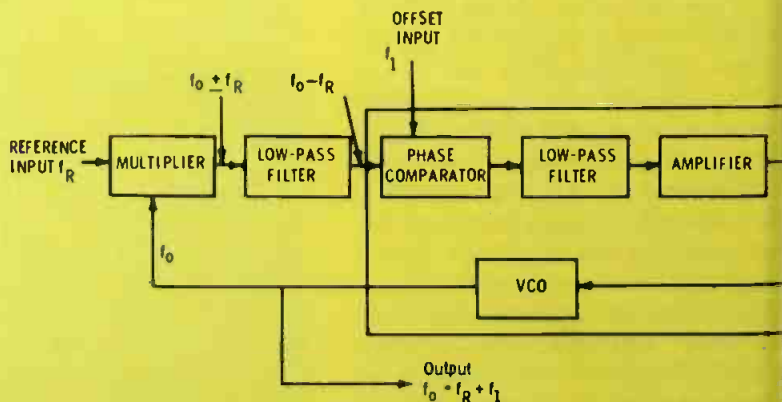 OFFSET
INPUT
f₁
f₀ ± fR
f₀-fR
REFERENCE
INPUT fR
MULTIPLIER
LOW-PASS
FILTER
PHASE
COMPARATOR
LOW-PASS
FILTER
AMPLIFIER
f₀
VCO
Output
f₀ = fR + f₁